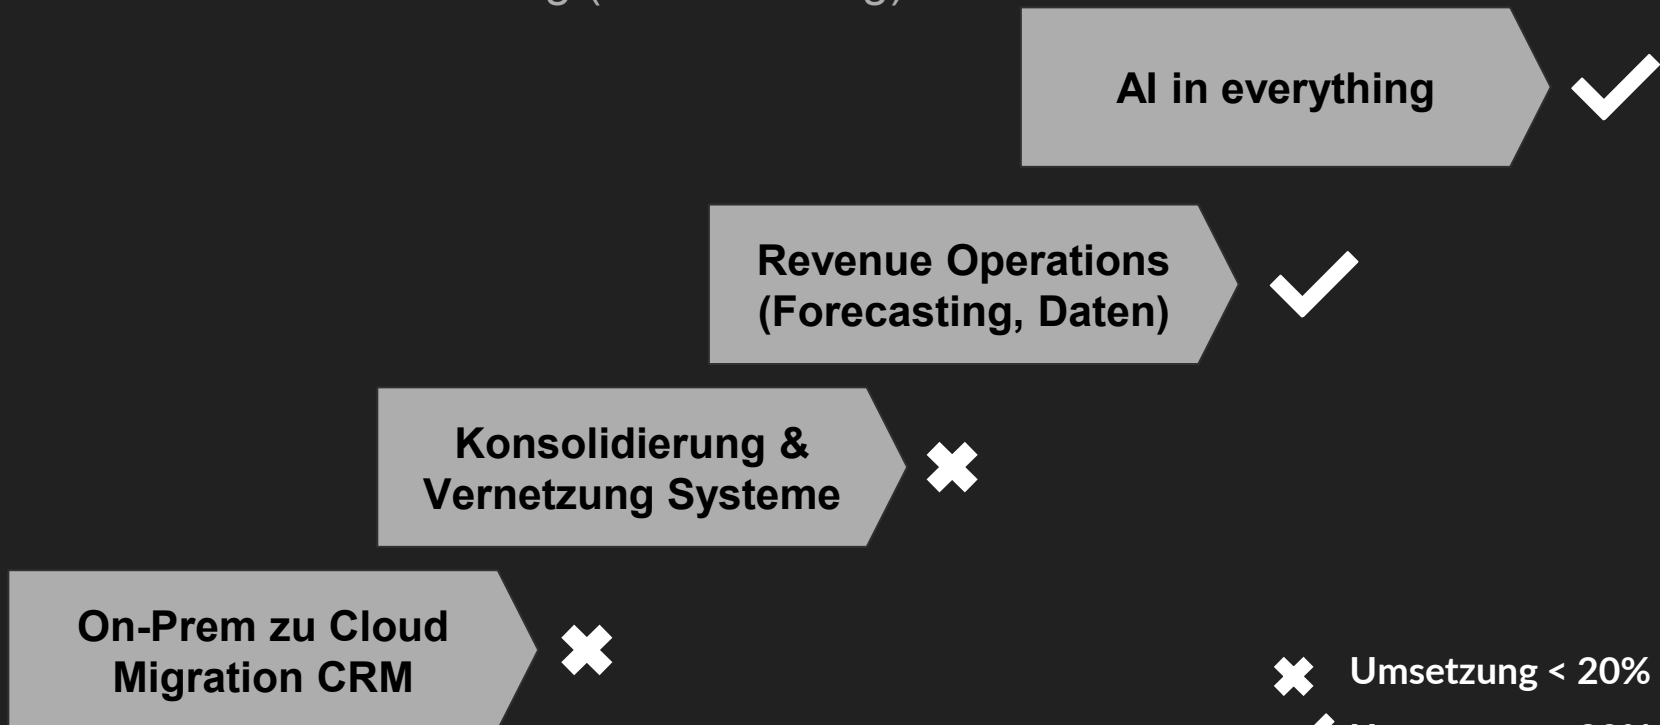 AI in everything
Revenue Operations
(Forecasting, Daten)
Konsolidierung &
Vernetzung Systeme
On-Prem zu Cloud
Migration CRM
Umsetzung < 20%